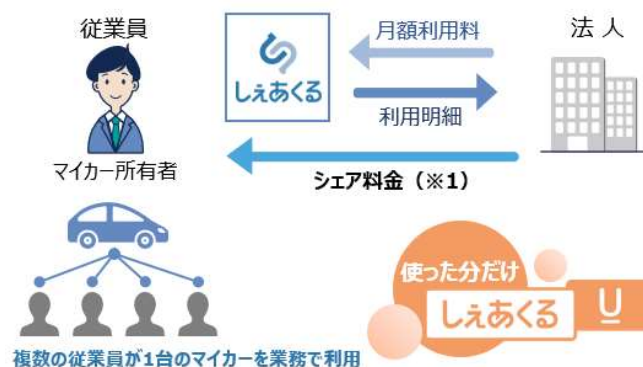 従業員
しぇあくる
月額利用料
法 人
利用明細
マイカー所有者
シェア料金（※1）
使った分だけ
しぇあくる
U
複数の従業員が1台のマイカーを業務で利用